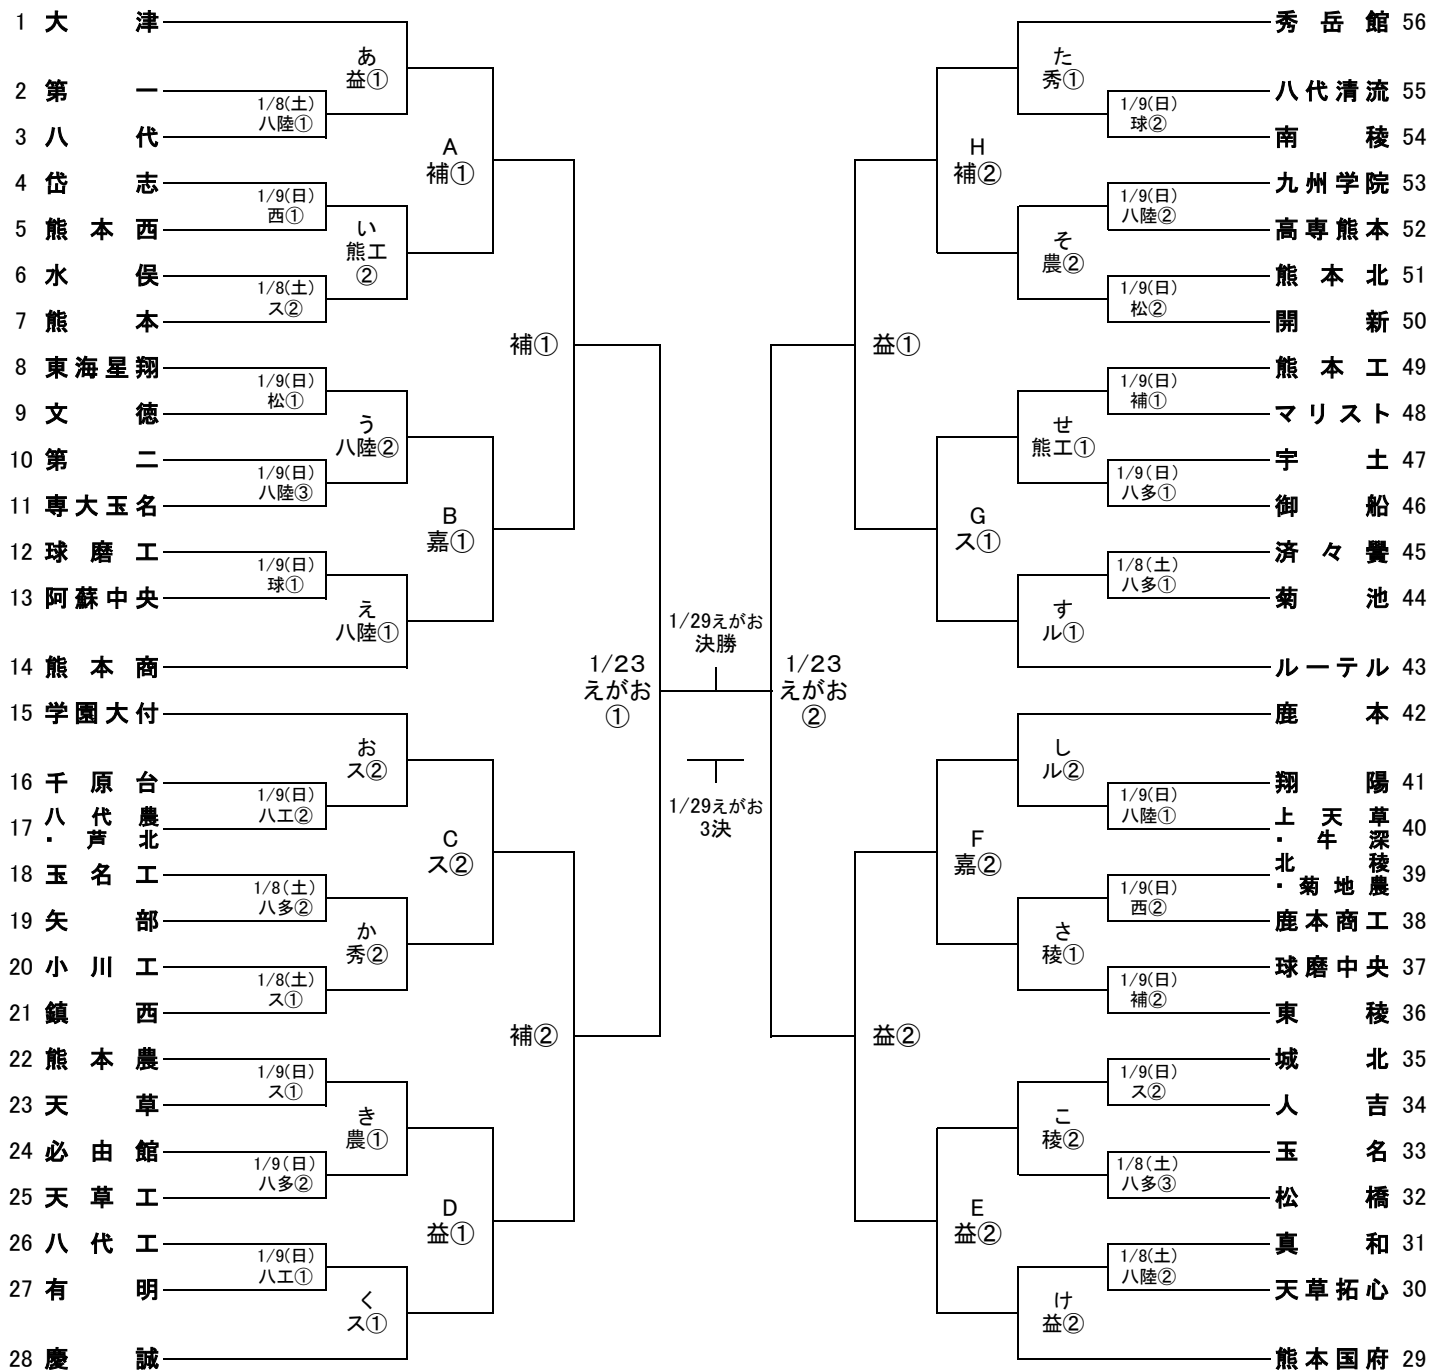 1 大津
2 第一
3 八代
4 岱志
5 熊本西
6 水俣
7 熊本
8 東海星翔
9 文徳
10 第二
11 専大玉名
12 球磨工
13 阿蘇中央
14 熊本商
15 学園大付
16 千原台
17 八代農
・芦北
18 玉名工
19 矢部
20 小川工
21 鎮西
22 熊本農
23 天草
24 必由館
25 天草工
26 八代工
27 有明
28 慶誠
1/8(土)
八陸①
1/9(日)
西①
1/8(土)
ス②
1/9(日)
松①
1/9(日)
八陸③
1/9(日)
球①
1/9(日)
八工②
1/8(土)
八多②
1/8(土)
ス①
1/9(日)
ス①
1/9(日)
八多②
1/9(日)
八工①
あ
益①
い
熊工
②
う
八陸②
え
八陸①
お
ス②
か
秀②
き
農①
く
ス①
A
補①
B
嘉①
C
ス②
D
益①
補①
補②
1/23
えがお
①
1/29えがお
決勝
1/29えがお
3決
1/23
えがお
②
益①
益②
H
補②
G
ス①
F
嘉②
E
益②
た
秀①
そ
農②
せ
熊工①
す
ル①
し
ル②
さ
稜①
こ
稜②
け
益②
1/9(日)
球②
1/9(日)
八陸②
1/9(日)
松②
1/9(日)
補①
1/9(日)
八多①
1/8(土)
八多①
1/9(日)
八陸①
1/9(日)
西②
1/9(日)
補②
1/9(日)
ス②
1/8(土)
八多③
1/8(土)
八陸②
秀岳館 56
八代清流 55
南稜 54
九州学院 53
高専熊本 52
熊本北 51
開新 50
熊本工 49
マリスト 48
宇土 47
御船 46
済々黌 45
菊池 44
ルーテル 43
鹿本 42
翔陽 41
上天草
・牛深 40
北稜
・菊地農 39
鹿本商工 38
球磨中央 37
東稜 36
城北 35
人吉 34
玉名 33
松橋 32
真和 31
天草拓心 30
熊本国府 29